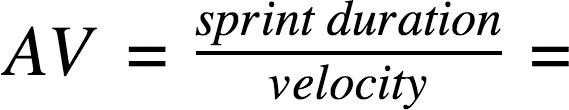 AV = sprint duration / velocity =